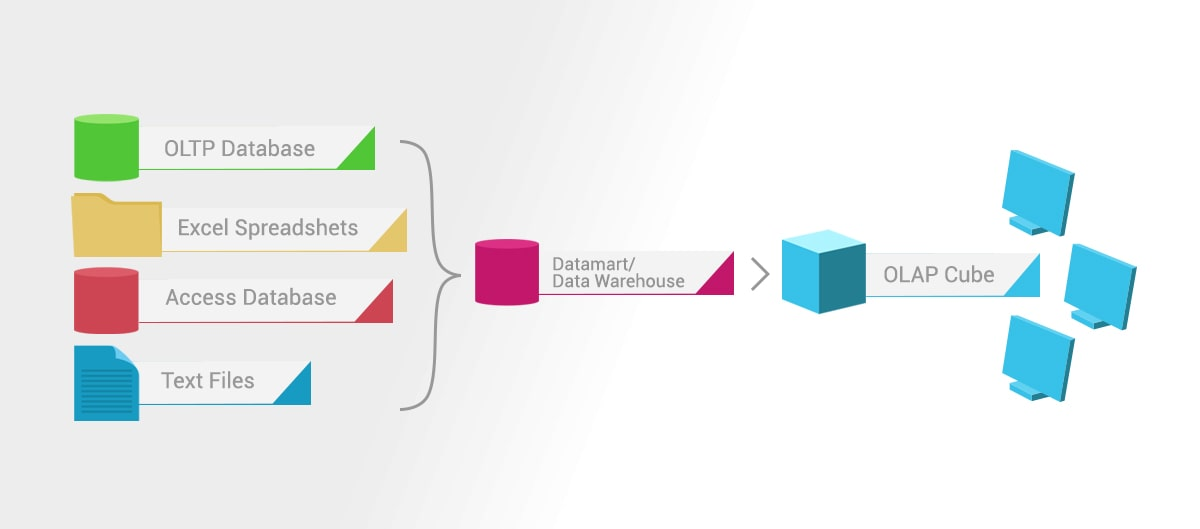 OLTP Database
Excel Spreadshets
Access Database
Text Files
Datamart/
Data Warehouse
OLAP Cube